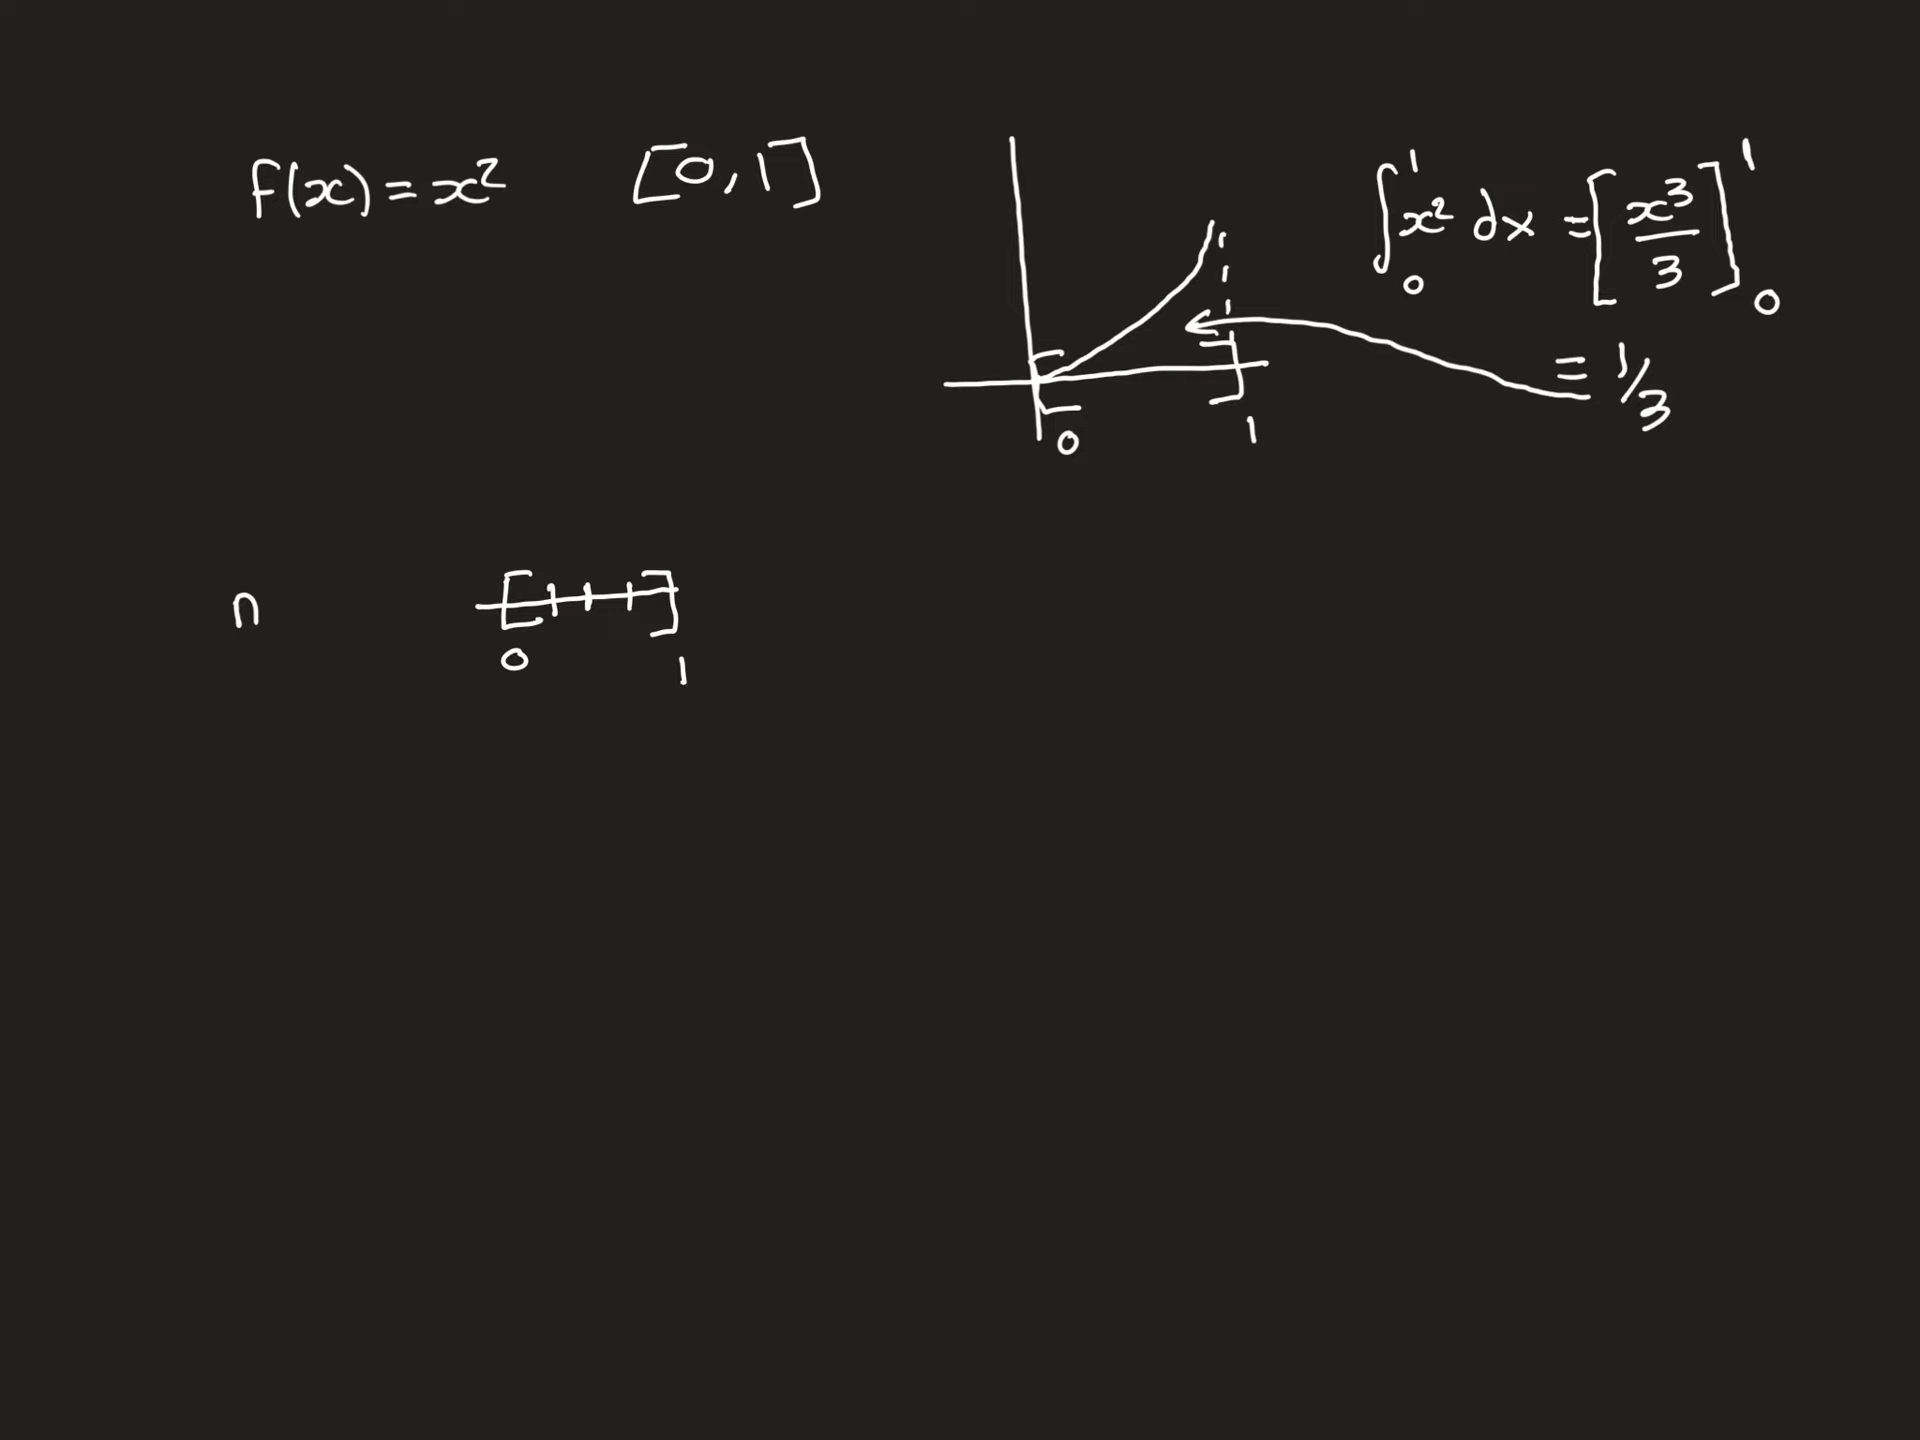 f(x) = x² [0, 1]
∫₀¹ x² dx = [x³/3]₀¹
= 1/3
0 1
n
0 1